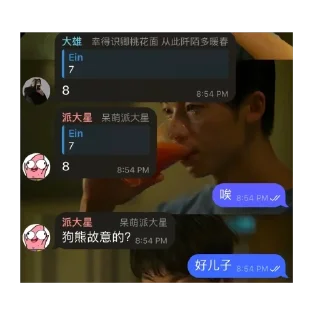 大雄 幸得识卿桃花面 从此阡陌多暖春
Ein
7
8 8:54 PM
派大星 呆萌派大星
Ein
7
8 8:54 PM
唉 8:54 PM
派大星 呆萌派大星
狗熊故意的? 8:54 PM
好儿子 8:54 PM